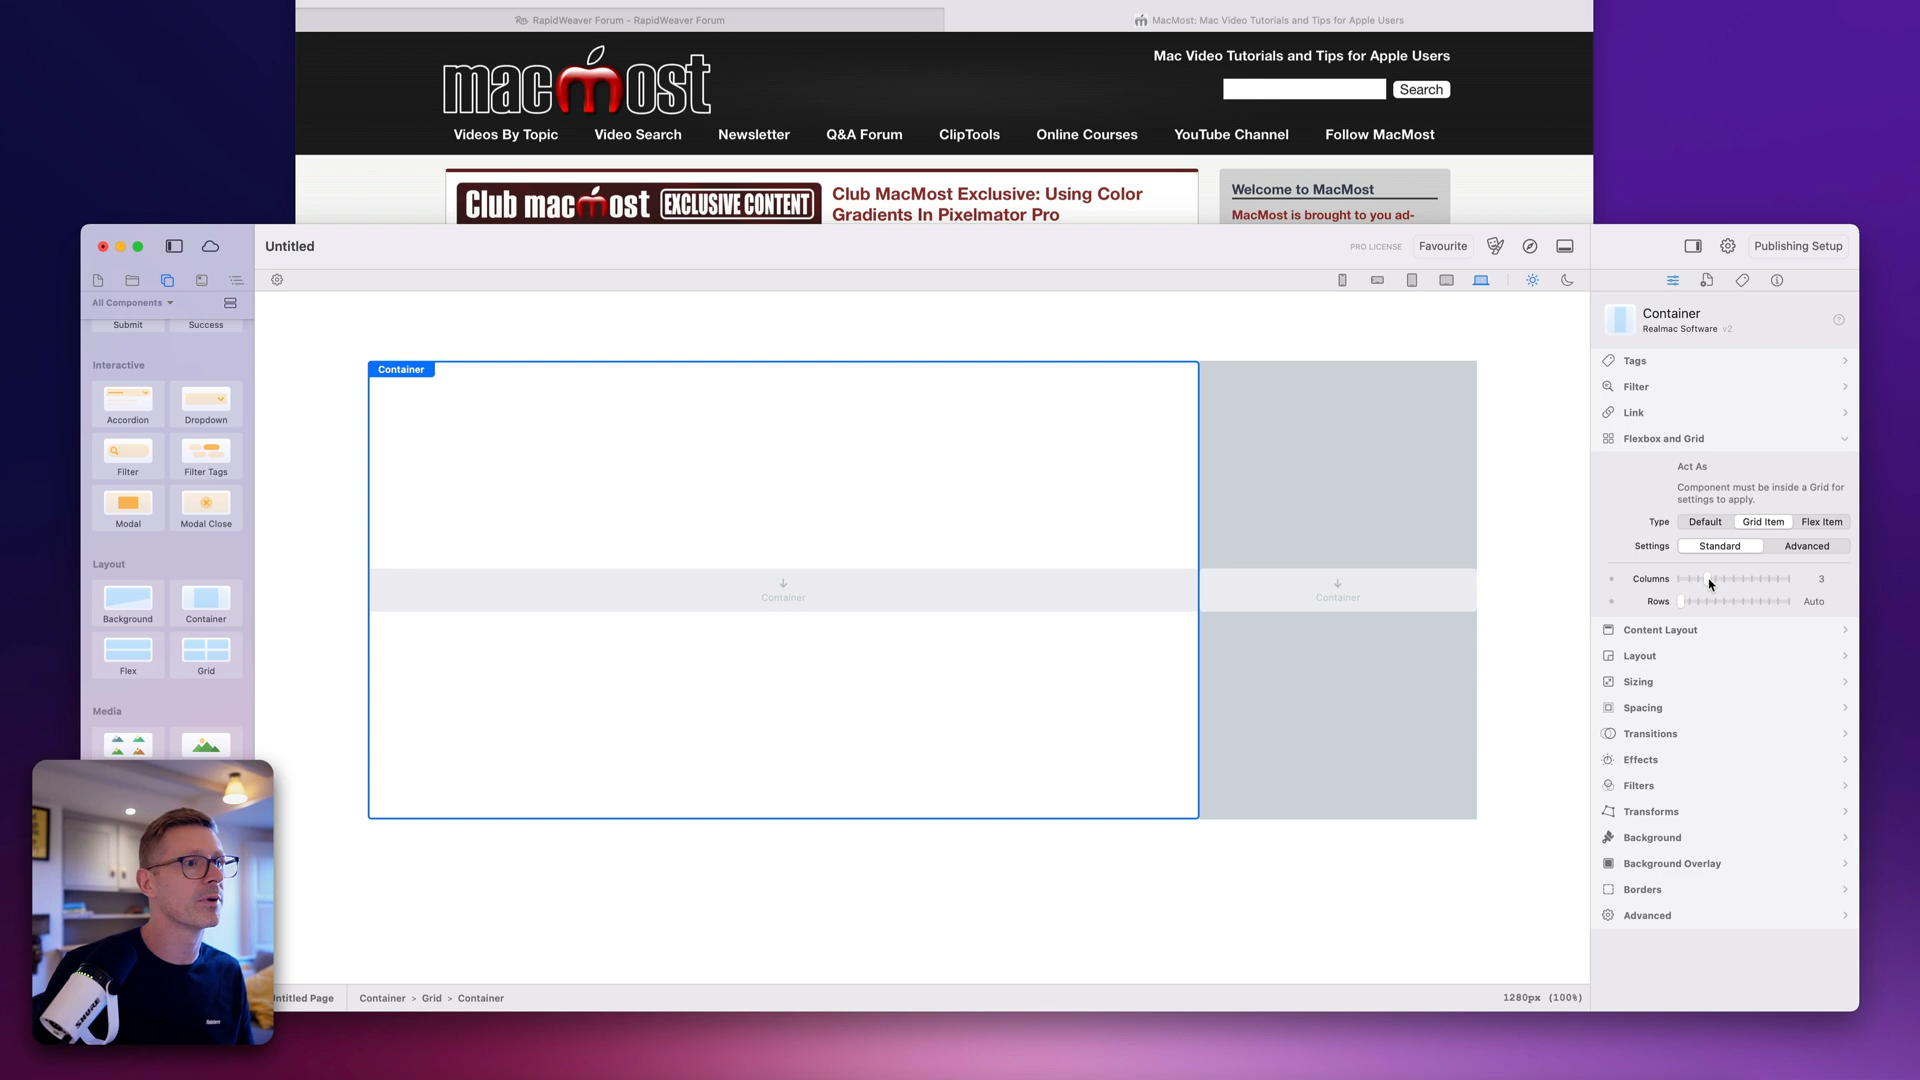 RapidWeaver Forum - RapidWeaver Forum
MacMost: Mac Video Tutorials and Tips for Apple Users
macmost
Mac Video Tutorials and Tips for Apple Users
Search
Videos By Topic
Video Search
Newsletter
Q&A Forum
ClipTools
Online Courses
YouTube Channel
Follow MacMost
Club macmost EXCLUSIVE CONTENT
Club MacMost Exclusive: Using Color
Gradients In Pixelmator Pro
Welcome to MacMost
MacMost is brought to you ad-
Untitled
PRO LICENSE
Favourite
Publishing Setup
All Components
Submit
Success
Interactive
Accordion
Dropdown
Filter
Filter Tags
Modal
Modal Close
Layout
Background
Container
Flex
Grid
Media
Container
Container
Container
Container
Realmac Software v2
Tags
Filter
Link
Flexbox and Grid
Act As
Component must be inside a Grid for
settings to apply.
Type
Default
Grid Item
Flex Item
Settings
Standard
Advanced
Columns
3
Rows
Auto
Content Layout
Layout
Sizing
Spacing
Transitions
Effects
Filters
Transforms
Background
Background Overlay
Borders
Advanced
SHURE
ntitled Page
Container > Grid > Container
1280px (100%)